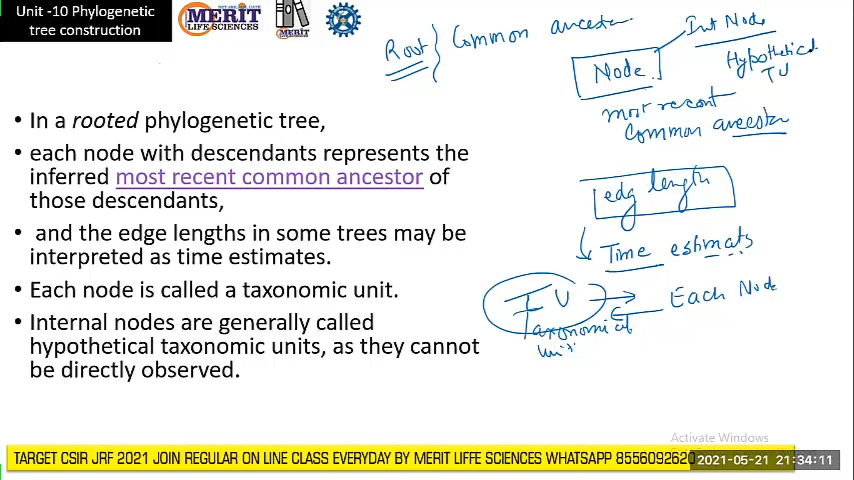 Unit -10 Phylogenetic
tree construction
MERIT
LIFE SCIENCES
MERIT
Root
Common ancestor
Node
Int Node
Hypothetical
TU
most recent
Common ancestor
• In a rooted phylogenetic tree,
• each node with descendants represents the
inferred most recent common ancestor of
those descendants,
• and the edge lengths in some trees may be
interpreted as time estimates.
• Each node is called a taxonomic unit.
• Internal nodes are generally called
hypothetical taxonomic units, as they cannot
be directly observed.
edg length
Time estimats
TU
Each Node
Taxonomical
unit
Activate Windows
TARGET CSIR JRF 2021 JOIN REGULAR ON LINE CLASS EVERYDAY BY MERIT LIFFE SCIENCES WHATSAPP 8556092620
2021-05-21 21:34:11